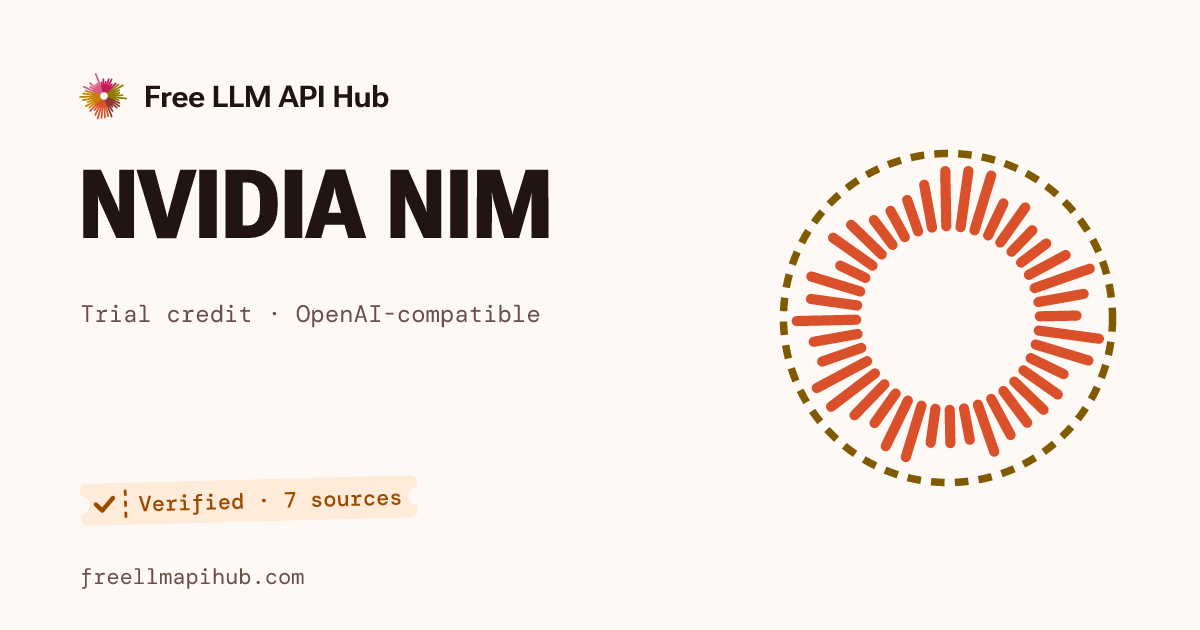 Free LLM API Hub
NVIDIA NIM
Trial credit · OpenAI-compatible
Verified · 7 sources
freellmapihub.com